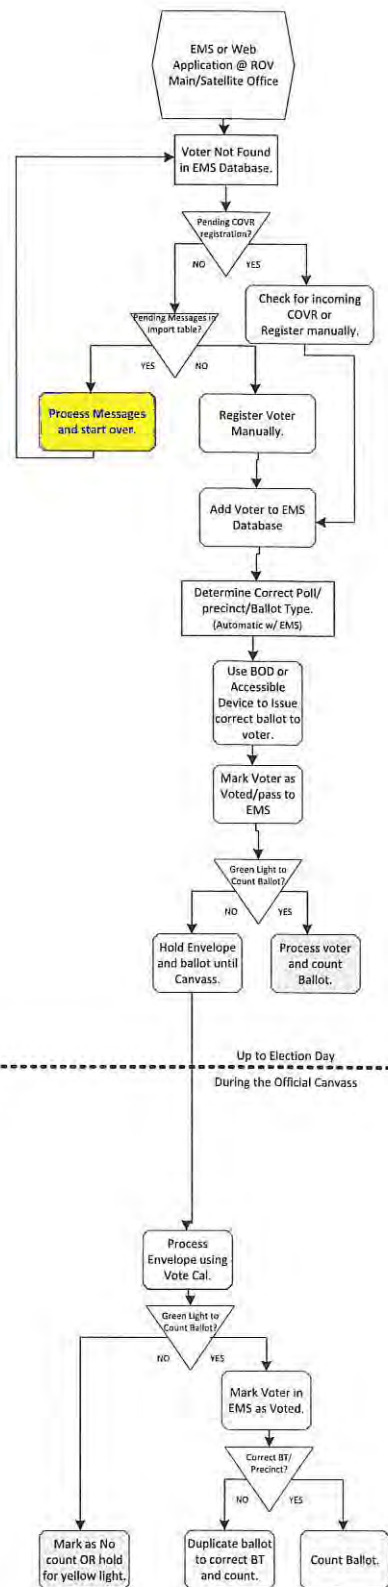 EMS or Web
Application @ ROV
Main/Satellite Office
Voter Not Found
in EMS Database.
Pending COVR
registration?
NO
YES
Check for incoming
COVR or
Register manually.
Pending Messages in
import table?
YES
NO
Process Messages
and start over.
Register Voter
Manually.
Add Voter to EMS
Database
Determine Correct Poll/
precinct/Ballot Type.
(Automatic w/ EMS)
Use BOD or
Accessible
Device to Issue
correct ballot to
voter.
Mark Voter as
Voted/pass to
EMS
Green Light to
Count Ballot?
NO
YES
Hold Envelope
and ballot until
Canvass.
Process voter
and count
Ballot.
Up to Election Day
During the Official Canvass
Process
Envelope using
Vote Cal.
Green Light to
Count Ballot?
NO
YES
Mark Voter in
EMS as Voted.
Correct BT/
Precinct?
NO
YES
Mark as No
count OR hold
for yellow light.
Duplicate ballot
to correct BT
and count.
Count Ballot.